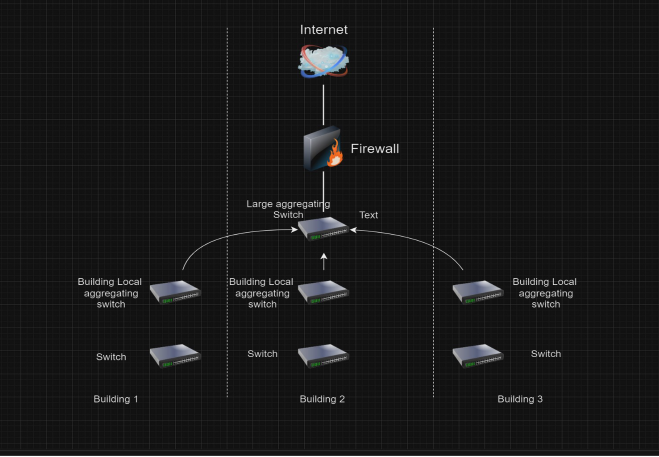 Internet
Firewall
Large aggregating
Switch
Text
Building Local
aggregating
switch
Building Local
aggregating
switch
Building Local
aggregating
switch
Switch
Switch
Switch
Building 1
Building 2
Building 3